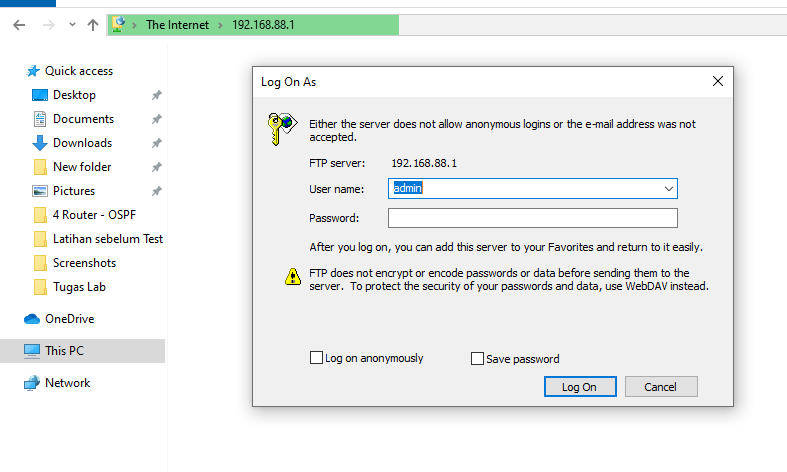 The Internet
192.168.88.1
Quick access
Desktop
Documents
Downloads
New folder
Pictures
4 Router - OSPF
Latihan sebelum Test
Screenshots
Tugas Lab
OneDrive
This PC
Network
Log On As
Either the server does not allow anonymous logins or the e-mail address was not
accepted.
FTP server: 192.168.88.1
User name: admin
Password:
After you log on, you can add this server to your Favorites and return to it easily.
FTP does not encrypt or encode passwords or data before sending them to the
server. To protect the security of your passwords and data, use WebDAV instead.
Log on anonymously
Save password
Log On
Cancel